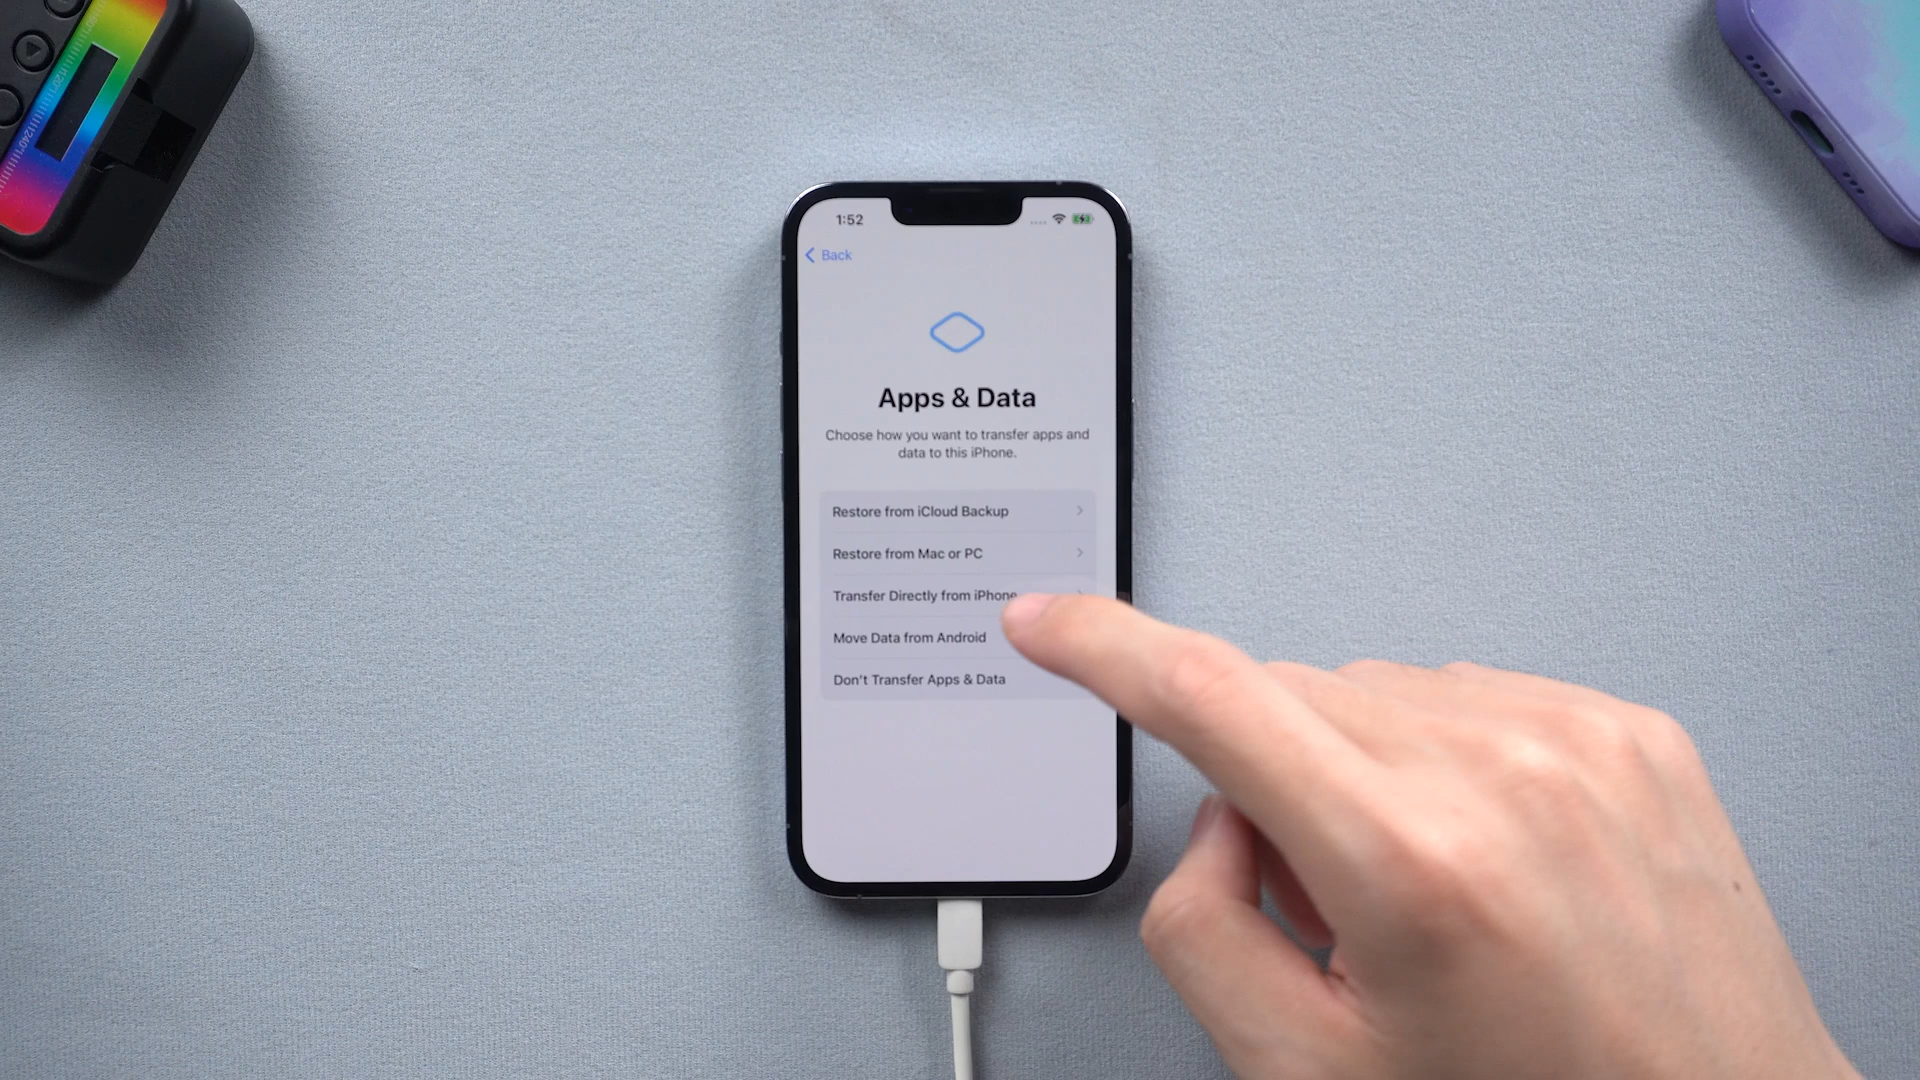 1:52
Back
Apps & Data
Choose how you want to transfer apps and
data to this iPhone.
Restore from iCloud Backup
Restore from Mac or PC
Transfer Directly from iPhone
Move Data from Android
Don't Transfer Apps & Data